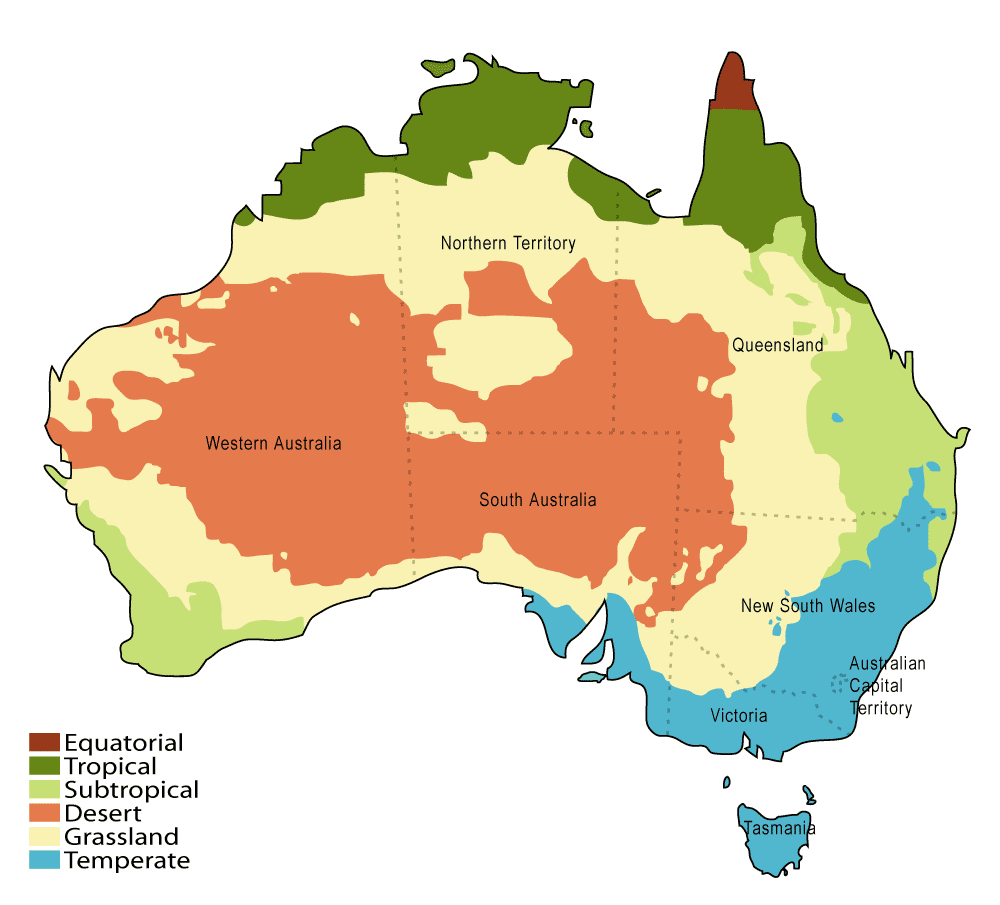 Northern Territory
Queensland
Western Australia
South Australia
New South Wales
Australian
Capital
Territory
Victoria
Tasmania
Equatorial
Tropical
Subtropical
Desert
Grassland
Temperate